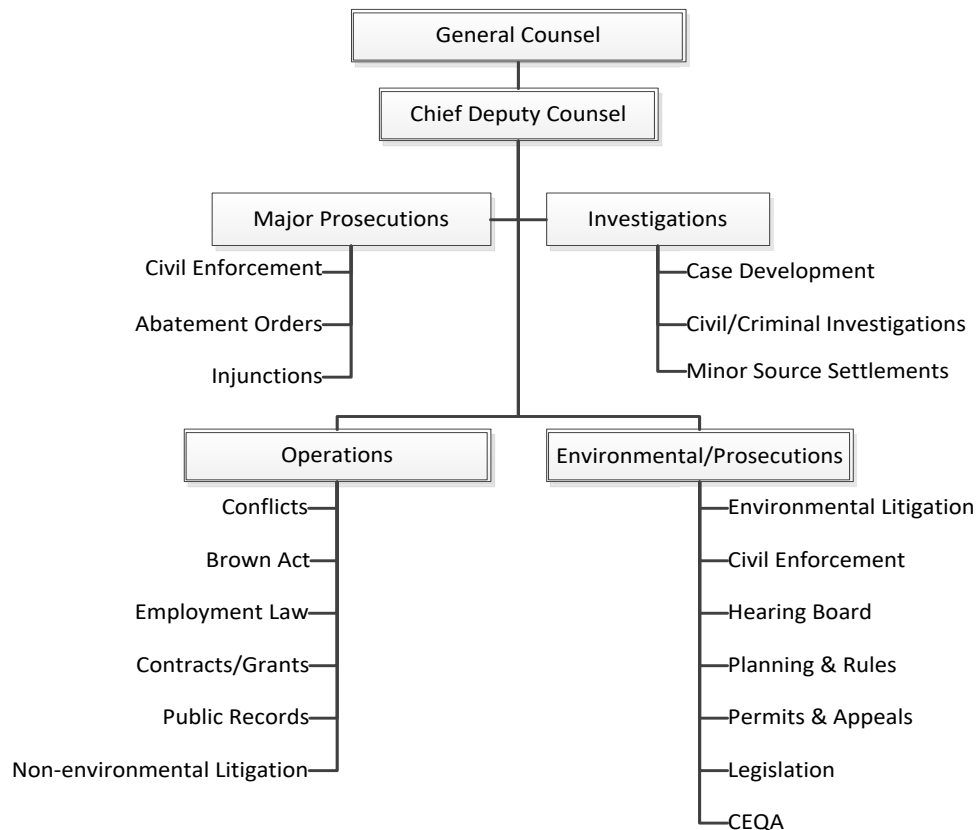 General Counsel
Chief Deputy Counsel
Major Prosecutions
Civil Enforcement
Abatement Orders
Injunctions
Investigations
Case Development
Civil/Criminal Investigations
Minor Source Settlements
Operations
Conflicts
Brown Act
Employment Law
Contracts/Grants
Public Records
Non-environmental Litigation
Environmental/Prosecutions
Environmental Litigation
Civil Enforcement
Hearing Board
Planning & Rules
Permits & Appeals
Legislation
CEQA